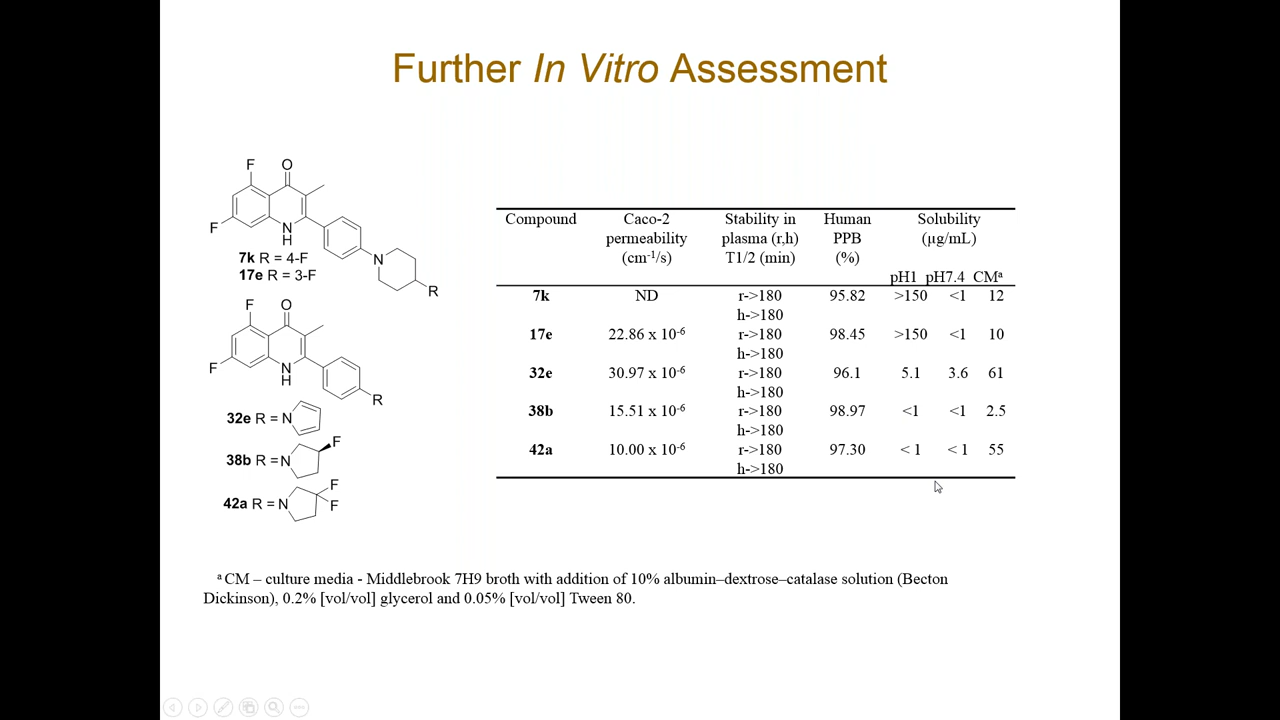 Further In Vitro Assessment
F O
F N H
N
R
7k R = 4-F
17e R = 3-F
F O
F N H
R
32e R = N
38b R = N F
42a R = N F F
Compound Caco-2 permeability (cm⁻¹/s) Stability in plasma (r,h) T1/2 (min) Human PPB (%) Solubility (µg/mL)
pH1 pH7.4 CMᵃ
7k ND r->180 95.82 >150 <1 12
h->180
17e 22.86 x 10⁻⁶ r->180 98.45 >150 <1 10
h->180
32e 30.97 x 10⁻⁶ r->180 96.1 5.1 3.6 61
h->180
38b 15.51 x 10⁻⁶ r->180 98.97 <1 <1 2.5
h->180
42a 10.00 x 10⁻⁶ r->180 97.30 < 1 < 1 55
h->180
ᵃ CM – culture media - Middlebrook 7H9 broth with addition of 10% albumin–dextrose–catalase solution (Becton
Dickinson), 0.2% [vol/vol] glycerol and 0.05% [vol/vol] Tween 80.